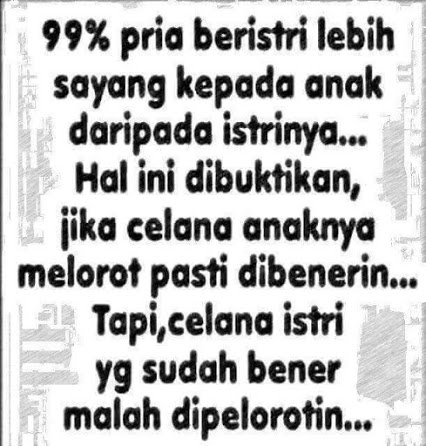 99% pria beristri lebih
sayang kepada anak
daripada istrinya...
Hal ini dibuktikan,
jika celana anaknya
melorot pasti dibenerin...
Tapi,celana istri
yg sudah bener
malah dipelorotin...